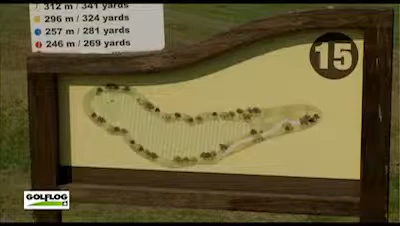 312 m / 341 yards
296 m / 324 yards
257 m / 281 yards
246 m / 269 yards
15
GOLFLOG